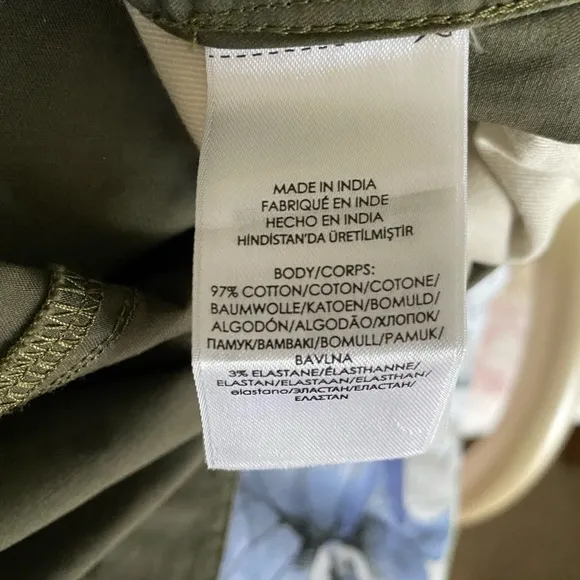 MADE IN INDIA
FABRIQUÉ EN INDE
HECHO EN INDIA
HİNDİSTAN'DA ÜRETİLMİŞTİR
BODY/CORPS:
97% COTTON/COTON/COTONE/
BAUMWOLLE/KATOEN/BOMULD/
ALGODÓN/ALGODÃO/ХЛОПОК/
ПАМУК/ΒΑΜΒΑΚΙ/BOMULL/PAMUK/
BAVLNA
3% ELASTANE/ÉLASTHANNE/
ELASTAN/ELASTAAN/ELASTHAN/
elastano/ЭЛАСТАН/ЕЛАСТАН/
ΕΛΑΣΤΑΝ